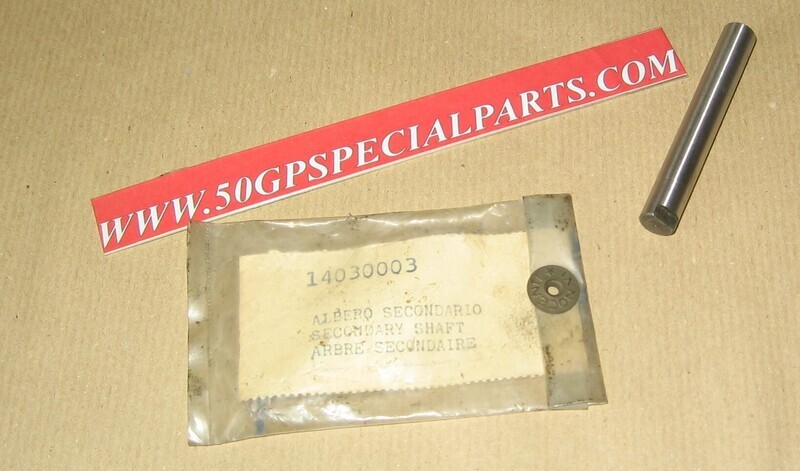 WWW.50GPSPECIALPARTS.COM
14030003
ALBERO SECONDARIO
SECONDARY SHAFT
ARBRE SECONDAIRE